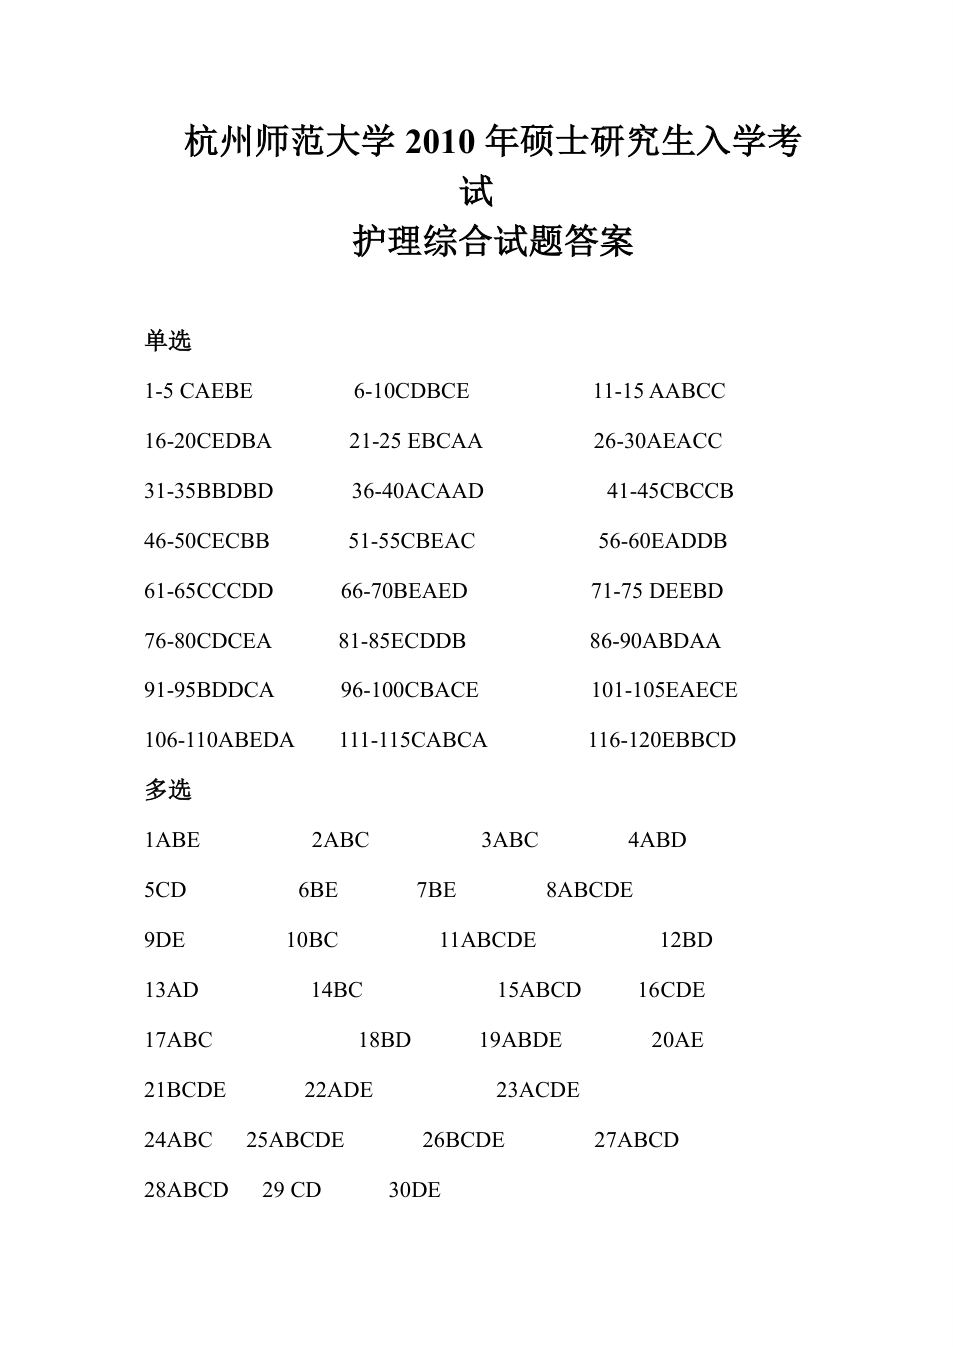 杭州师范大学 2010 年硕士研究生入学考
试
护理综合试题答案
单选
1-5 CAEBE 6-10CDBCE 11-15 AABCC
16-20CEDBA 21-25 EBCAA 26-30AEACC
31-35BBDBD 36-40ACAAD 41-45CBCCB
46-50CECBB 51-55CBEAC 56-60EADDB
61-65CCCDD 66-70BEAED 71-75 DEEBD
76-80CDCEA 81-85ECDDB 86-90ABDAA
91-95BDDCA 96-100CBACE 101-105EAECE
106-110ABEDA 111-115CABCA 116-120EBBCD
多选
1ABE 2ABC 3ABC 4ABD
5CD 6BE 7BE 8ABCDE
9DE 10BC 11ABCDE 12BD
13AD 14BC 15ABCD 16CDE
17ABC 18BD 19ABDE 20AE
21BCDE 22ADE 23ACDE
24ABC 25ABCDE 26BCDE 27ABCD
28ABCD 29 CD 30DE